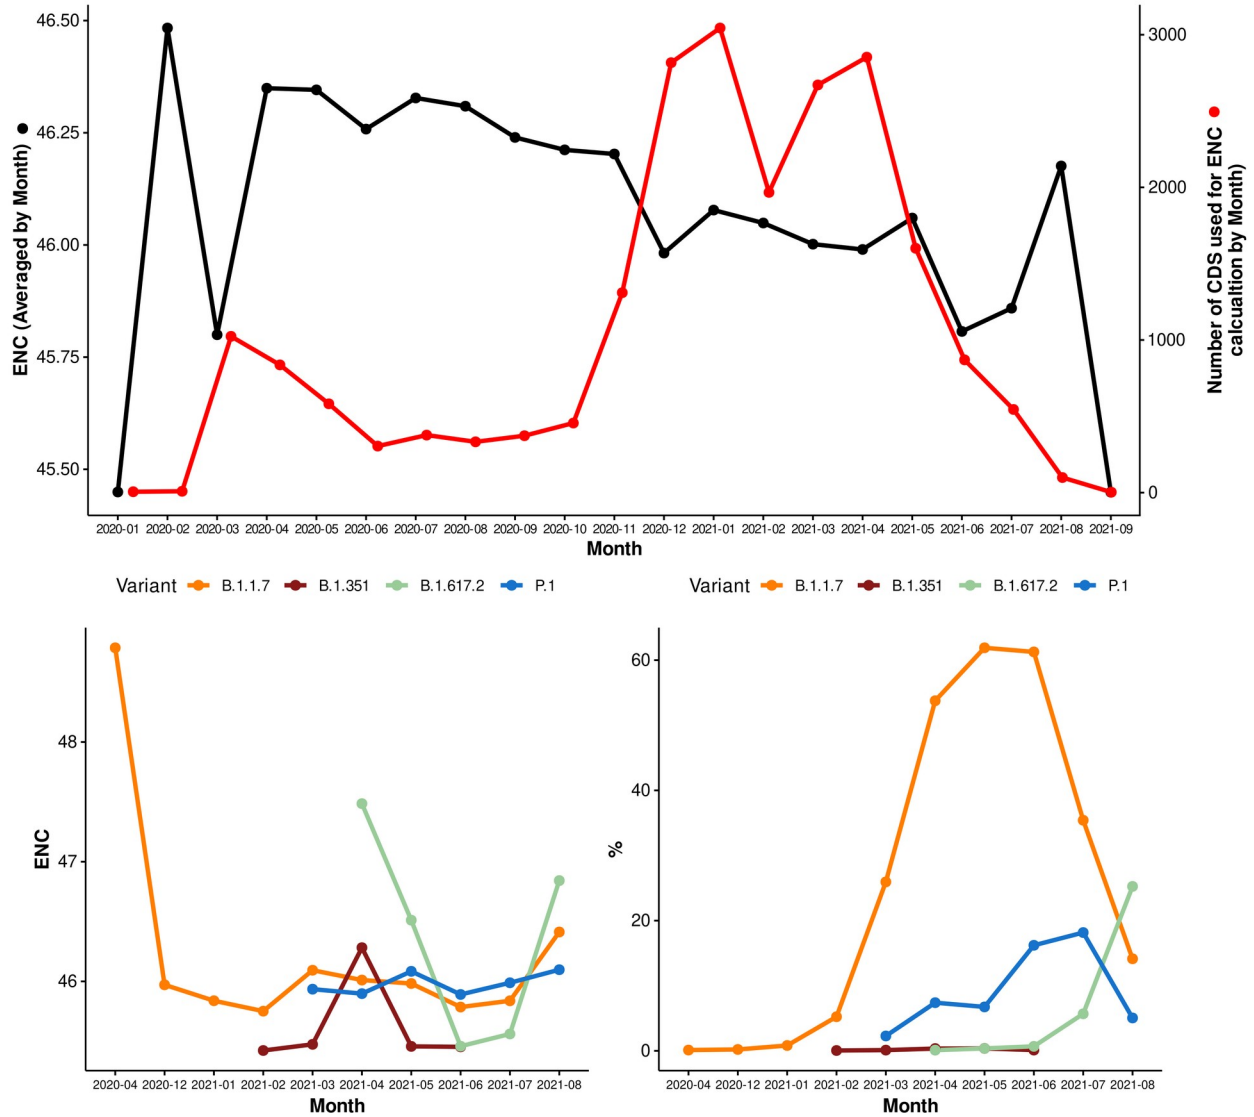 46.50
46.25
46.00
45.75
45.50
ENC (Averaged by Month)
3000
2000
1000
0
Number of CDS used for ENC
calcuaition by Month)
2020-01 2020-02 2020-03 2020-04 2020-05 2020-06 2020-07 2020-08 2020-09 2020-10 2020-11 2020-12 2021-01 2021-02 2021-03 2021-04 2021-05 2021-06 2021-07 2021-08 2021-09
Month
Variant B.1.1.7 B.1.351 B.1.617.2 P.1
48
47
46
ENC
2020-04 2020-12 2021-01 2021-02 2021-03 2021-04 2021-05 2021-06 2021-07 2021-08
Month
Variant B.1.1.7 B.1.351 B.1.617.2 P.1
60
40
20
0
%
2020-04 2020-12 2021-01 2021-02 2021-03 2021-04 2021-05 2021-06 2021-07 2021-08
Month